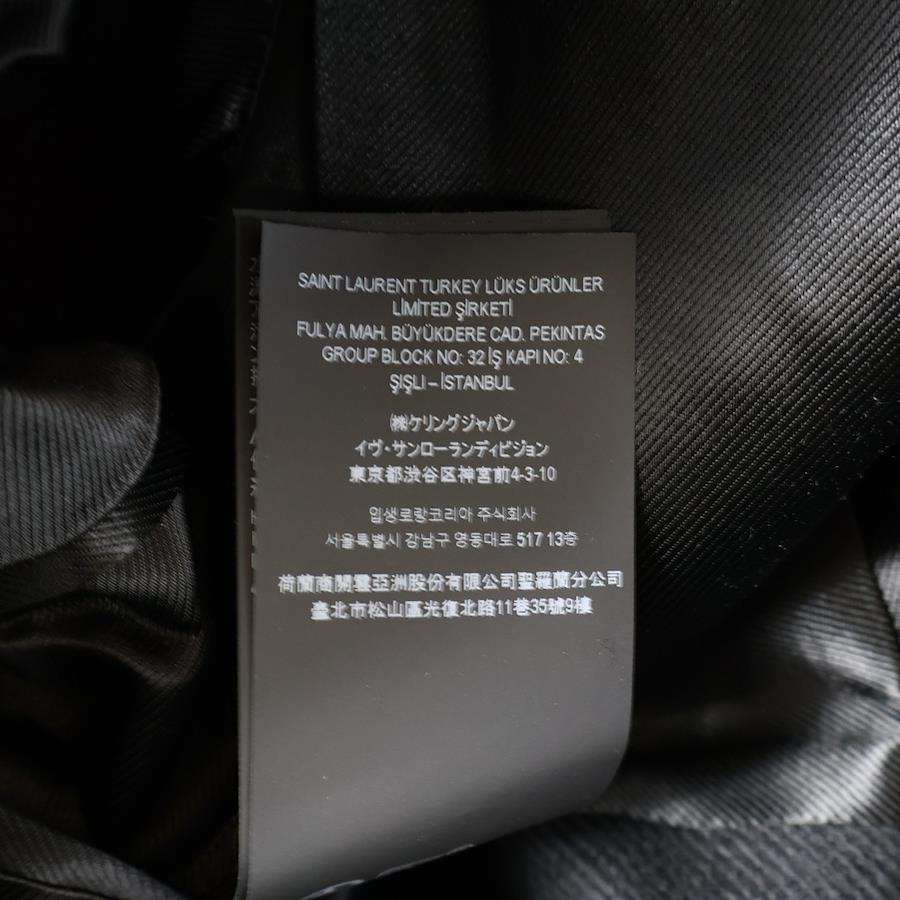 SAINT LAURENT TURKEY LÜKS ÜRÜNLER
LİMİTED ŞİRKETİ
FULYA MAH. BÜYÜKDERE CAD. PEKINTAS
GROUP BLOCK NO: 32 İŞ KAPI NO: 4
ŞIŞLI – İSTANBUL
㈱ケリングジャパン
イヴ・サンローランディビジョン
東京都渋谷区神宮前4-3-10
입생로랑코리아 주식회사
서울특별시 강남구 영동대로 517 13층
荷蘭商開雲亞洲股份有限公司聖羅蘭分公司
臺北市松山區光復北路11巷35號9樓